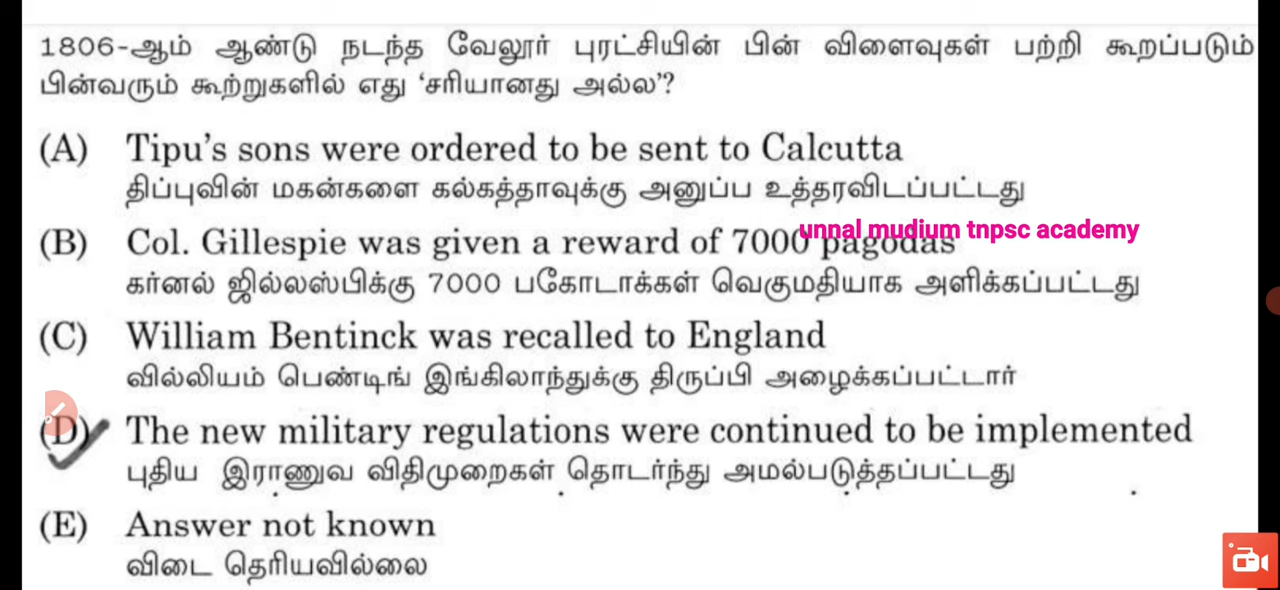 1806-ஆம் ஆண்டு நடந்த வேலூர் புரட்சியின் பின் விளைவுகள் பற்றி கூறப்படும்
பின்வரும் கூற்றுகளில் எது ‘சரியானது அல்ல’?
(A) Tipu’s sons were ordered to be sent to Calcutta
திப்புவின் மகன்களை கல்கத்தாவுக்கு அனுப்ப உத்தரவிடப்பட்டது
unnal mudium tnpsc academy
(B) Col. Gillespie was given a reward of 7000 pagodas
கர்னல் ஜில்லஸ்பிக்கு 7000 பகோடாக்கள் வெகுமதியாக அளிக்கப்பட்டது
(C) William Bentinck was recalled to England
வில்லியம் பெண்டிங் இங்கிலாந்துக்கு திருப்பி அழைக்கப்பட்டார்
(D) The new military regulations were continued to be implemented
புதிய இராணுவ விதிமுறைகள் தொடர்ந்து அமல்படுத்தப்பட்டது
(E) Answer not known
விடை தெரியவில்லை